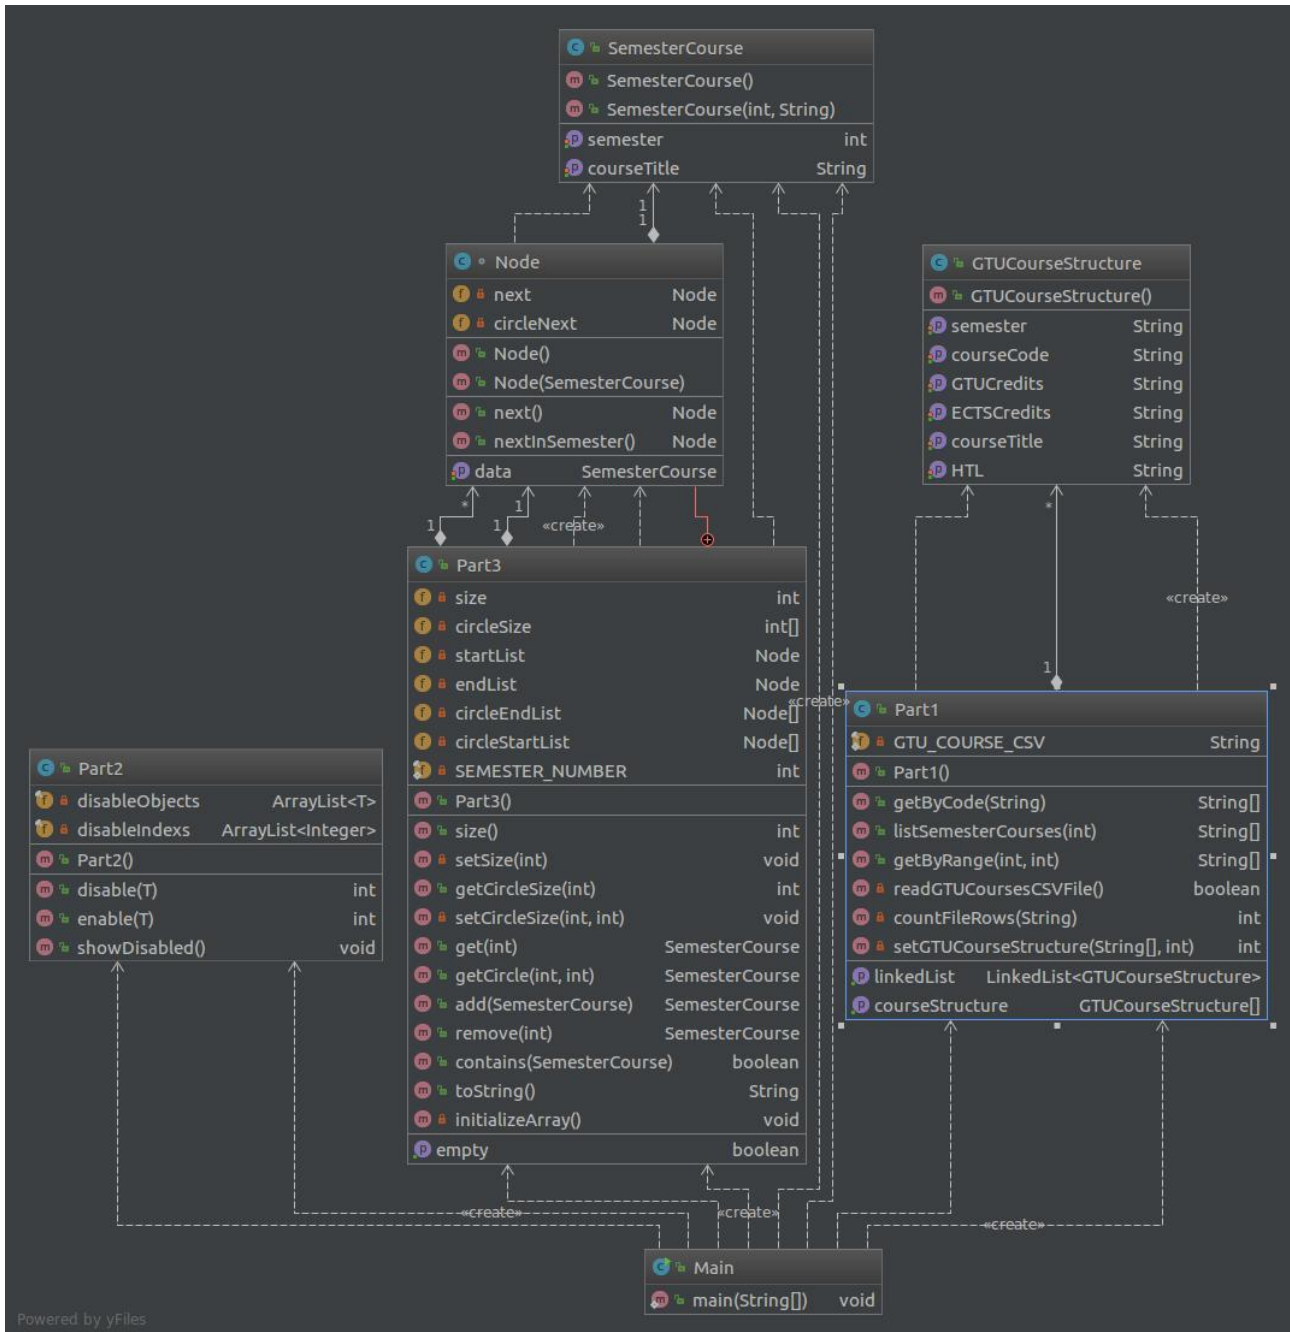 SemesterCourse
SemesterCourse()
SemesterCourse(int, String)
semester int
courseTitle String
1
1
Node
next Node
circleNext Node
Node()
Node(SemesterCourse)
next() Node
nextInSemester() Node
data SemesterCourse
GTUCourseStructure
GTUCourseStructure()
semester String
courseCode String
GTUCredits String
ECTSCredits String
courseTitle String
HTL String
* 1
1 1 «create»
*
«create»
1
Part3
size int
circleSize int[]
startList Node
endList Node
circleEndList Node[]
circleStartList Node[]
SEMESTER_NUMBER int
Part3()
size() int
setSize(int) void
getCircleSize(int) int
setCircleSize(int, int) void
get(int) SemesterCourse
getCircle(int, int) SemesterCourse
add(SemesterCourse) SemesterCourse
remove(int) SemesterCourse
contains(SemesterCourse) boolean
toString() String
initializeArray() void
empty boolean
«create»
Part1
GTU_COURSE_CSV String
Part1()
getByCode(String) String[]
listSemesterCourses(int) String[]
getByRange(int, int) String[]
readGTUCoursesCSVFile() boolean
countFileRows(String) int
setGTUCourseStructure(String[], int) int
linkedList LinkedList<GTUCourseStructure>
courseStructure GTUCourseStructure[]
Part2
disableObjects ArrayList<T>
disableIndexs ArrayList<Integer>
Part2()
disable(T) int
enable(T) int
showDisabled() void
«create» «create» «create»
Main
main(String[]) void
Powered by yFiles